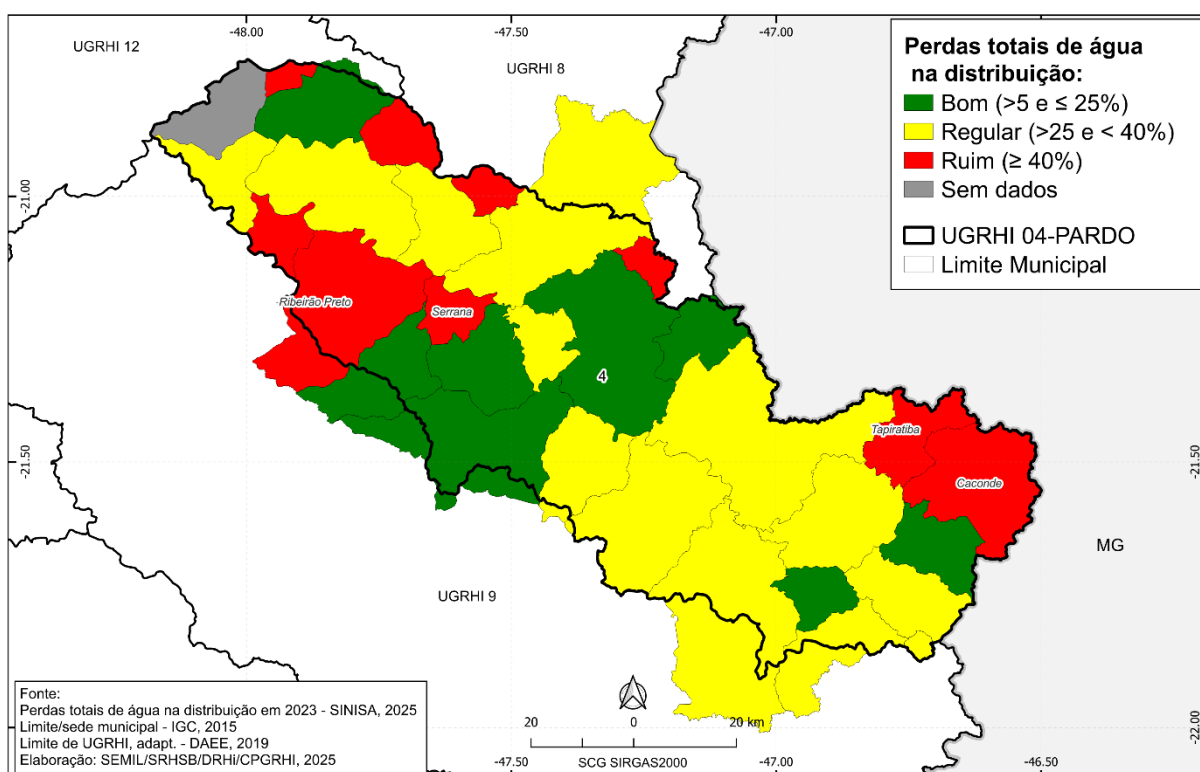 -48.00
-47.50
-47.00
UGRHI 12
UGRHI 8
Perdas totais de água
na distribuição:
Bom (>5 e ≤ 25%)
Regular (>25 e < 40%)
Ruim (≥ 40%)
Sem dados
UGRHI 04-PARDO
Limite Municipal
-21.00
-21.00
Ribeirão Preto
Serrana
4
Tapiratiba
Caconde
-21.50
-21.50
MG
UGRHI 9
Fonte:
Perdas totais de água na distribuição em 2023 - SINISA, 2025
Limite/sede municipal - IGC, 2015
Limite de UGRHI, adapt. - DAEE, 2019
Elaboração: SEMIL/SRHSB/DRHi/CPGRHI, 2025
20 0 20 km
SCG SIRGAS2000
-22.00
-47.50
-47.00
-46.50